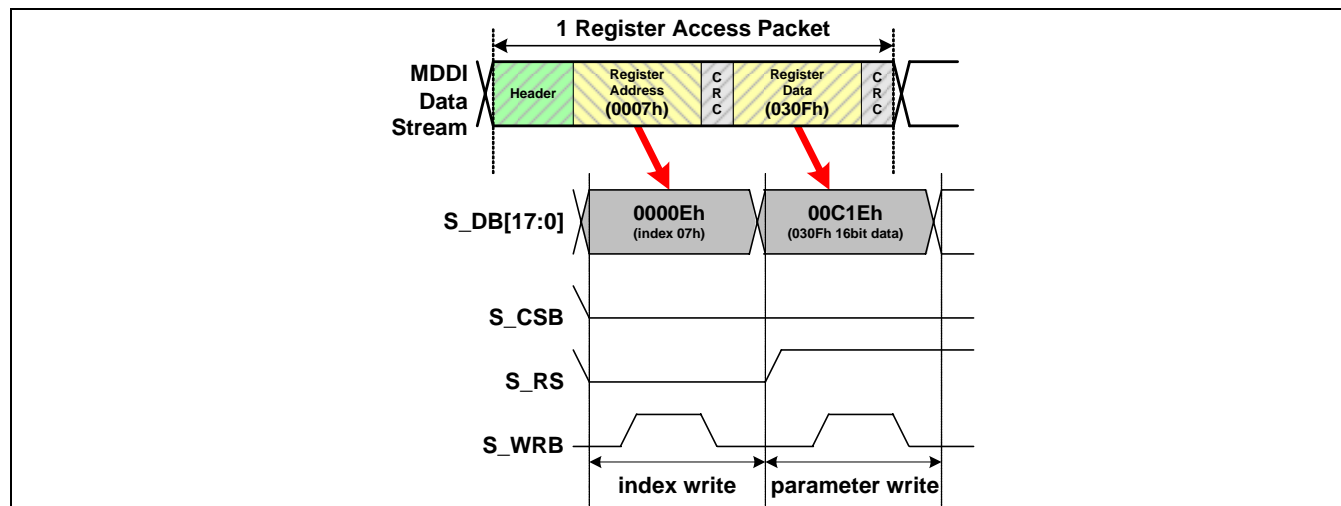 1 Register Access Packet
MDDI
Data
Stream
Header
Register
Address
(0007h)
C
R
C
Register
Data
(030Fh)
C
R
C
S_DB[17:0]
0000Eh
(index 07h)
00C1Eh
(030Fh 16bit data)
S_CSB
S_RS
S_WRB
index write
parameter write